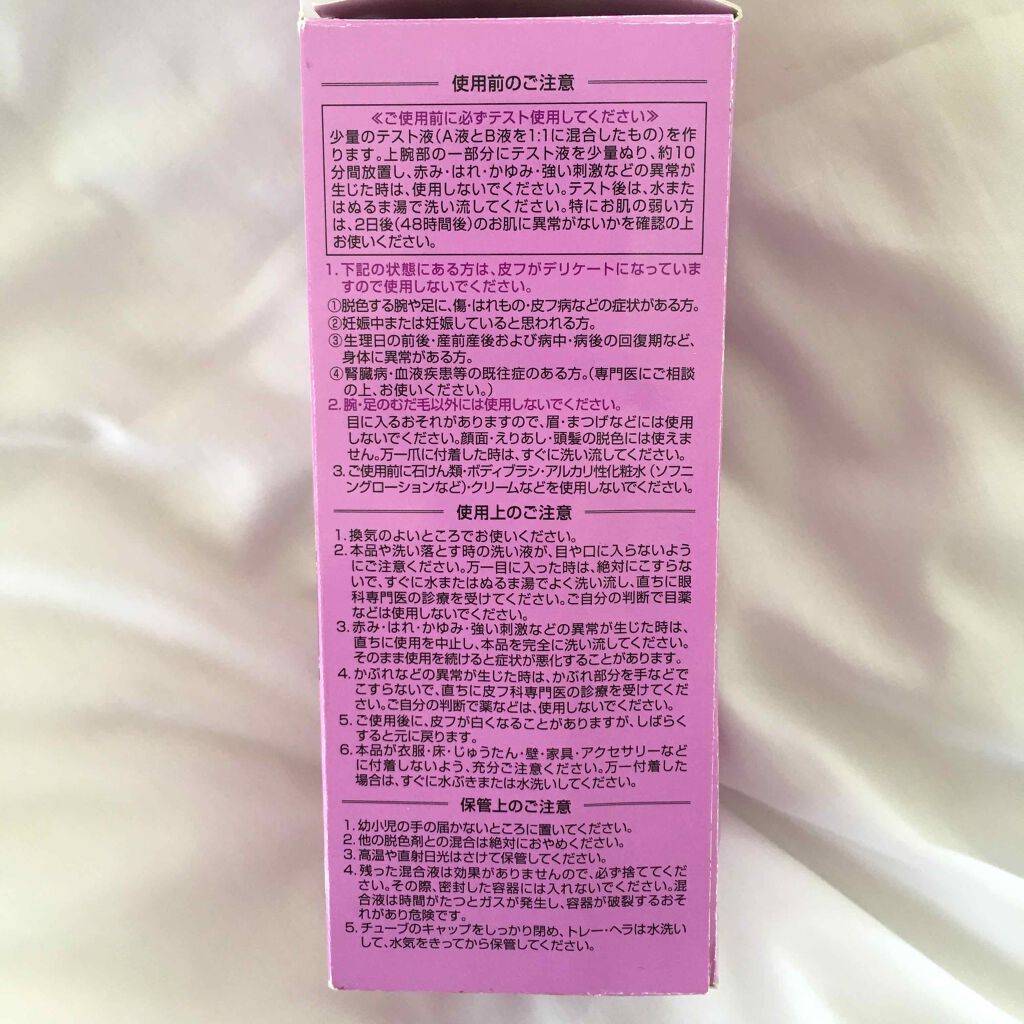 使用前のご注意
≪ご使用前に必ずテスト使用してください≫
少量のテスト液(A液とB液を1:1に混合したもの)を作
ります。上腕部の一部分にテスト液を少量ぬり、約10
分間放置し、赤み・はれ・かゆみ・強い刺激などの異常が
生じた時は、使用しないでください。テスト後は、水また
はぬるま湯で洗い流してください。特にお肌の弱い方
は、2日後(48時間後)のお肌に異常がないかを確認の上
お使いください。
1.下記の状態にある方は、皮フがデリケートになっていま
すので使用しないでください。
①脱色する腕や足に、傷・はれもの・皮フ病などの症状がある方。
②妊娠中または妊娠していると思われる方。
③生理日の前後・産前産後および病中・病後の回復期など、
身体に異常がある方。
④腎臓病・血液疾患等の既往症のある方。(専門医にご相談
の上、お使いください。)
2.腕・足のむだ毛以外には使用しないでください。
目に入るおそれがありますので、眉・まつげなどには使用
しないでください。顔面・えりあし・頭髪の脱色には使えま
せん。万一爪に付着した時は、すぐに洗い流してください。
3.ご使用前に石けん類・ボディブラシ・アルカリ性化粧水(ソフニ
ングローションなど)・クリームなどを使用しないでください。
使用上のご注意
1.換気のよいところでお使いください。
2.本品や洗い落とす時の洗い液が、目や口に入らないよう
にご注意ください。万一目に入った時は、絶対にこすらな
いで、すぐに水またはぬるま湯でよく洗い流し、直ちに眼
科専門医の診療を受けてください。ご自分の判断で目薬
などは使用しないでください。
3.赤み・はれ・かゆみ・強い刺激などの異常が生じた時は、
直ちに使用を中止し、本品を完全に洗い流してください。
そのまま使用を続けると症状が悪化することがあります。
4.かぶれなどの異常が生じた時は、かぶれ部分を手などで
こすらないで、直ちに皮フ科専門医の診療を受けてくだ
さい。ご自分の判断で薬などは、使用しないでください。
5.ご使用後に、皮フが白くなることがありますが、しばらく
すると元に戻ります。
6.本品が衣服・床・じゅうたん・壁・家具・アクセサリーなど
に付着しないよう、充分ご注意ください。万一付着した
場合は、すぐに水ぶきまたは水洗いしてください。
保管上のご注意
1.幼小児の手の届かないところに置いてください。
2.他の脱色剤との混合は絶対におやめください。
3.高温や直射日光はさけて保管してください。
4.残った混合液は効果がありませんので、必ず捨ててくだ
さい。その際、密封した容器には入れないでください。混
合液は時間がたつとガスが発生し、容器が破裂するおそ
れがあり危険です。
5.チューブのキャップをしっかり閉め、トレー・ヘラは水洗い
して、水気をきってから保管してください。